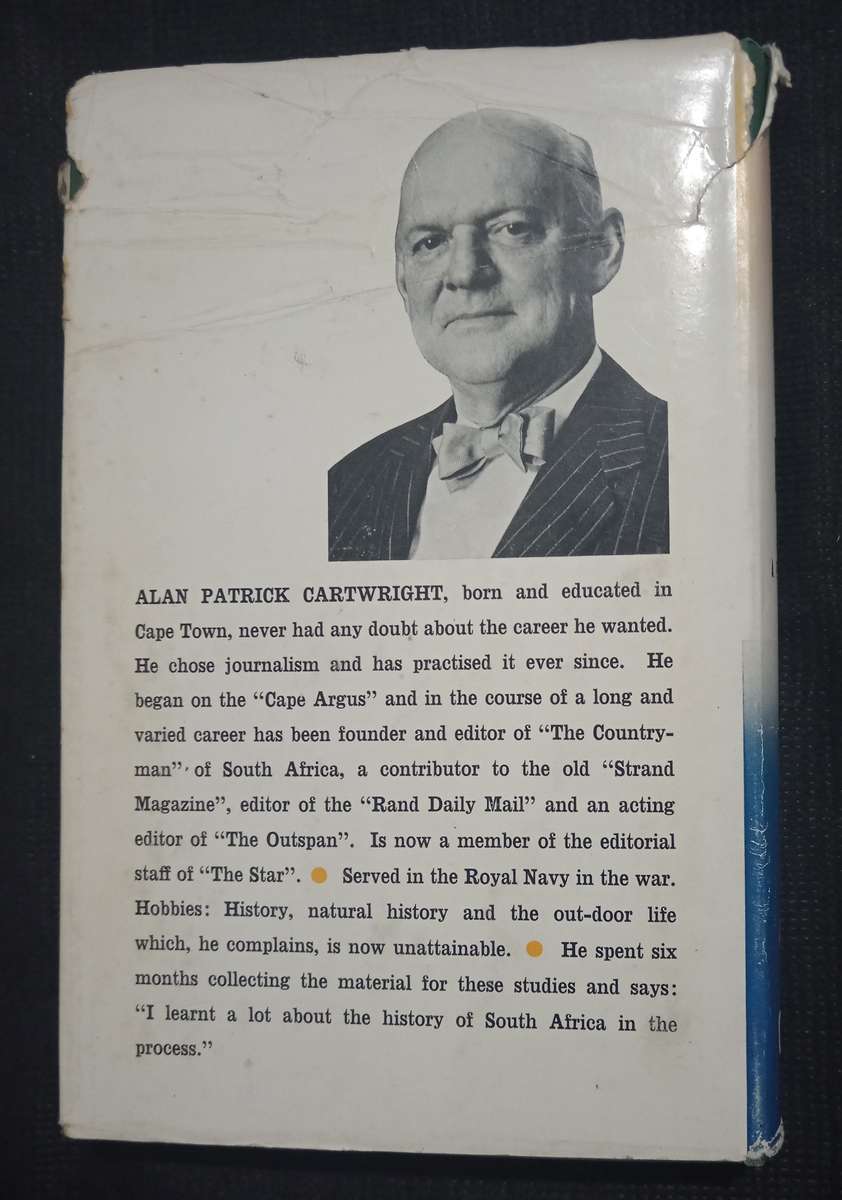 ALAN PATRICK CARTWRIGHT, born and educated in
Cape Town, never had any doubt about the career he wanted.
He chose journalism and has practised it ever since. He
began on the “Cape Argus” and in the course of a long and
varied career has been founder and editor of “The Country-
man” of South Africa, a contributor to the old “Strand
Magazine”, editor of the “Rand Daily Mail” and an acting
editor of “The Outspan”. Is now a member of the editorial
staff of “The Star”. ● Served in the Royal Navy in the war.
Hobbies: History, natural history and the out-door life
which, he complains, is now unattainable. ● He spent six
months collecting the material for these studies and says:
“I learnt a lot about the history of South Africa in the
process.”